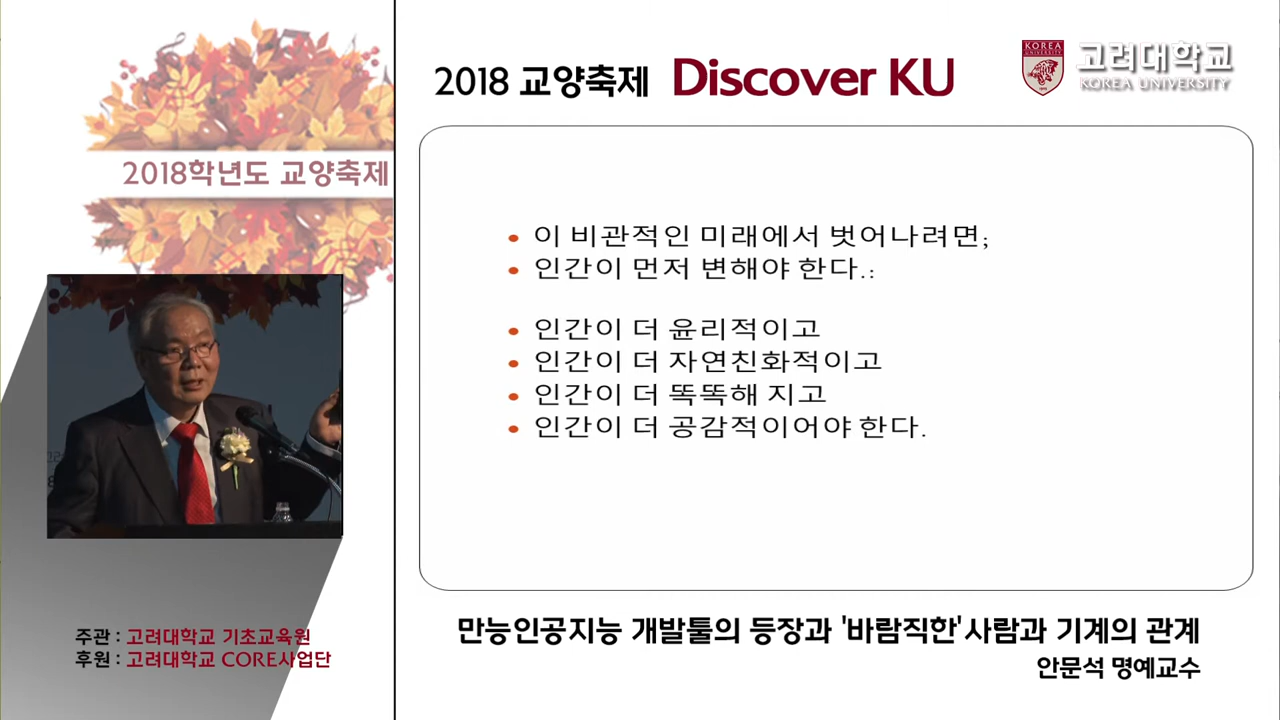 2018 교양축제 Discover KU
KOREA
고려대학교
KOREA UNIVERSITY
2018학년도 교양축제
• 이 비관적인 미래에서 벗어나려면;
• 인간이 먼저 변해야 한다.:
• 인간이 더 윤리적이고
• 인간이 더 자연친화적이고
• 인간이 더 똑똑해 지고
• 인간이 더 공감적이어야 한다.
주관 : 고려대학교 기초교육원
후원 : 고려대학교 CORE사업단
만능인공지능 개발툴의 등장과 '바람직한' 사람과 기계의 관계
안문석 명예교수